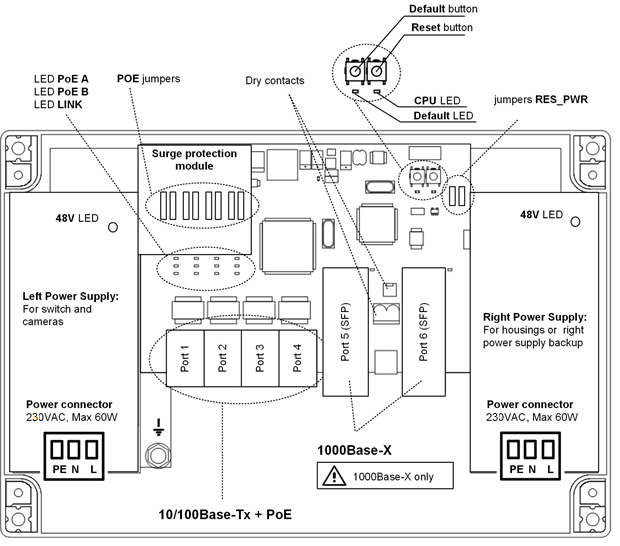 Default button
Reset button
LED PoE A
LED PoE B
LED LINK
POE jumpers
Dry contacts
CPU LED
Default LED
jumpers RES_PWR
Surge protection
module
48V LED
48V LED
Left Power Supply:
For switch and
cameras
Right Power Supply:
For housings or right
power supply backup
Port 1
Port 2
Port 3
Port 4
Port 5 (SFP)
Port 6 (SFP)
Power connector
230VAC, Max 60W
PE N L
Power connector
230VAC, Max 60W
PE N L
1000Base-X
1000Base-X only
10/100Base-Tx + PoE